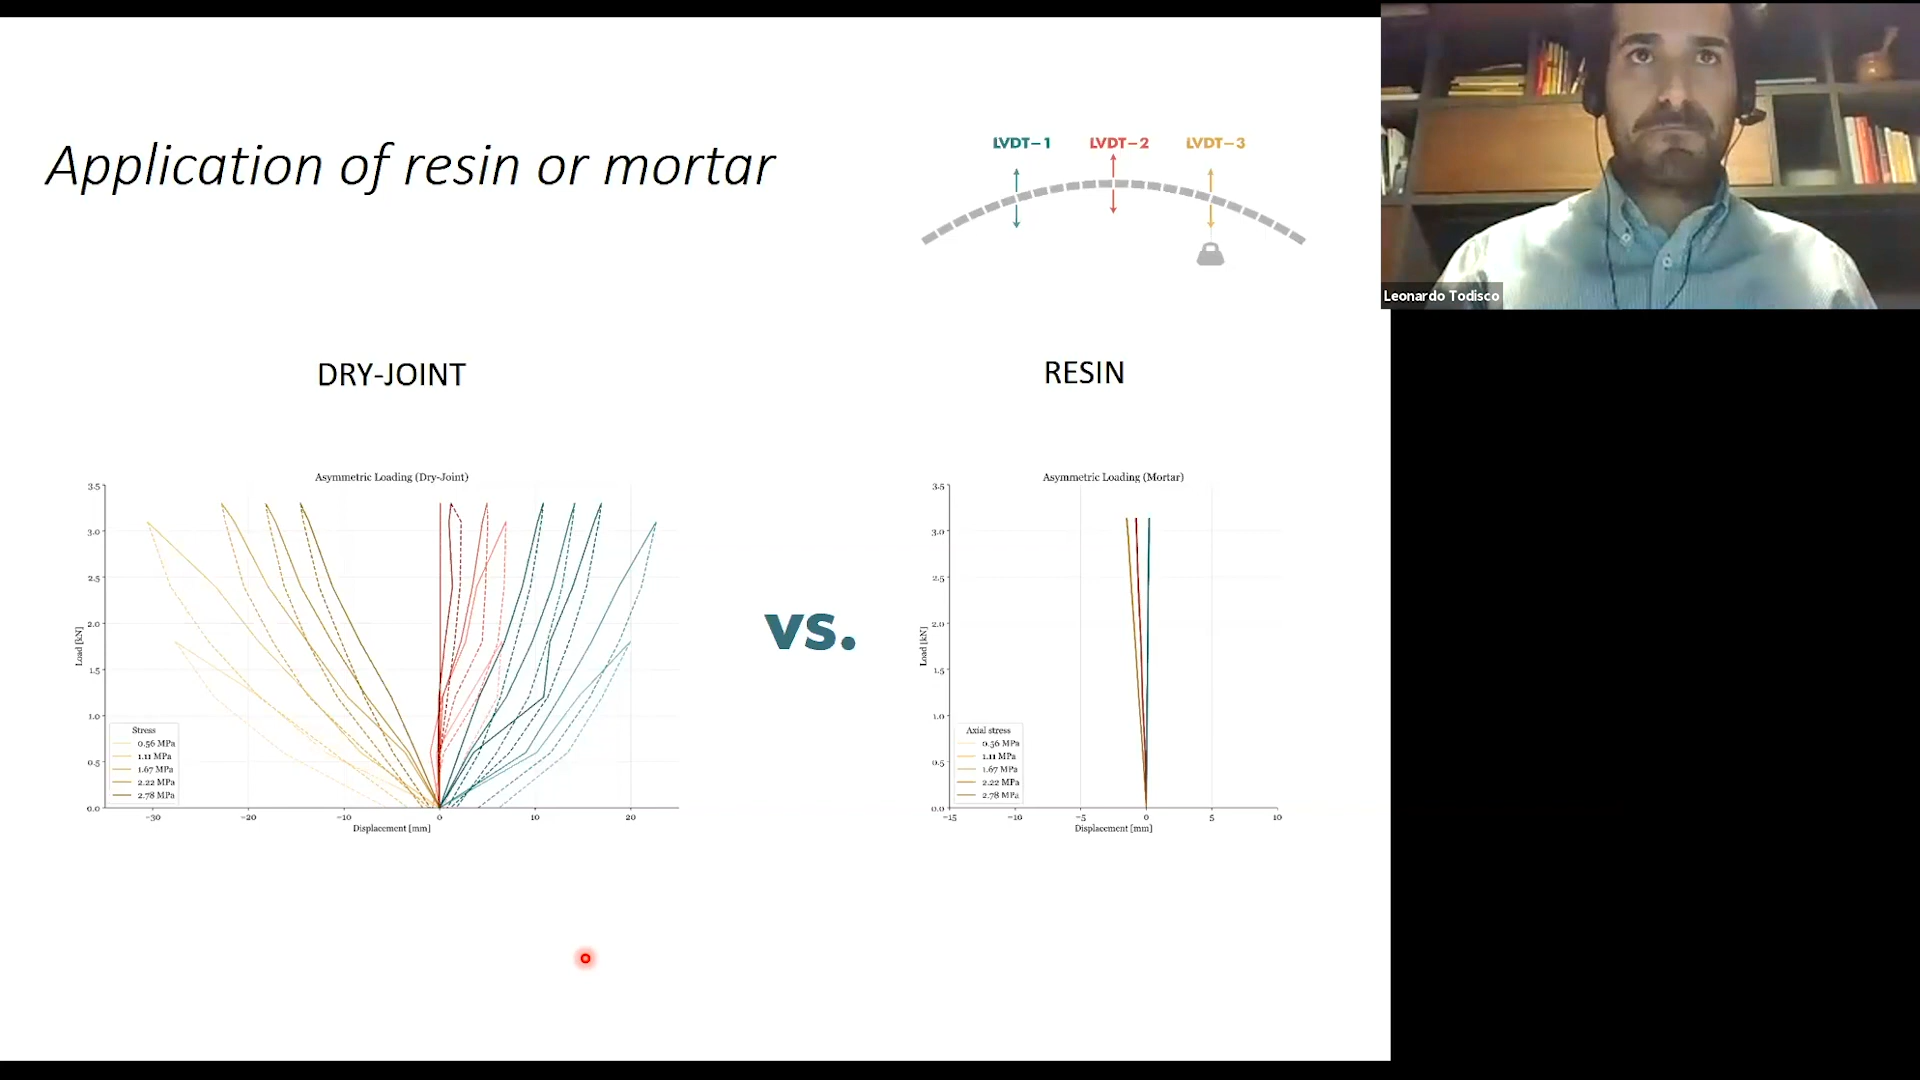 Application of resin or mortar
LVDT–1 LVDT–2 LVDT–3
Leonardo Todisco
DRY-JOINT
RESIN
Asymmetric Loading (Dry-Joint)
3.5
3.0
2.5
2.0
1.5
1.0
0.5
0.0
Load [kN]
Stress
0.56 MPa
1.11 MPa
1.67 MPa
2.22 MPa
2.78 MPa
−30 −20 −10 0 10 20
Displacement [mm]
vs.
Asymmetric Loading (Mortar)
3.5
3.0
2.5
2.0
1.5
1.0
0.5
0.0
Load [kN]
Axial stress
0.56 MPa
1.11 MPa
1.67 MPa
2.22 MPa
2.78 MPa
−15 −10 −5 0 5 10
Displacement [mm]